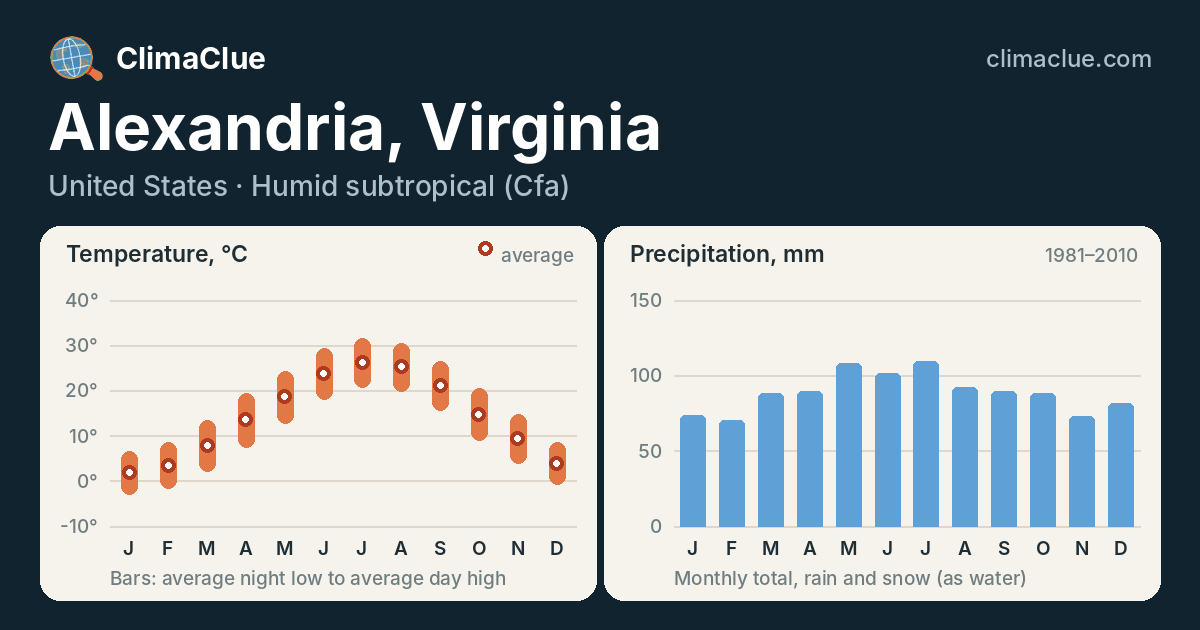 ClimaClue
climaclue.com
Alexandria, Virginia
United States · Humid subtropical (Cfa)
Temperature, °C
average
40°
30°
20°
10°
0°
-10°
J F M A M J J A S O N D
Bars: average night low to average day high
Precipitation, mm
1981–2010
150
100
50
0
J F M A M J J A S O N D
Monthly total, rain and snow (as water)